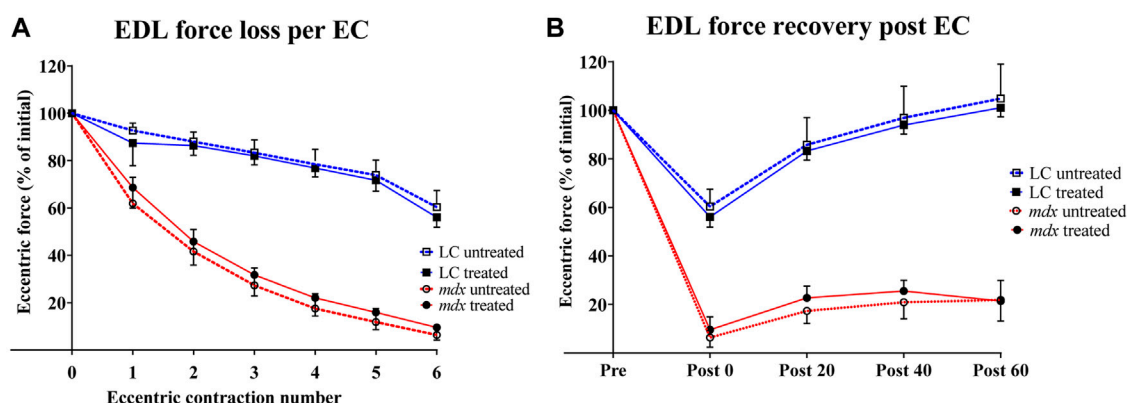 A
EDL force loss per EC
Eccentric force (% of initial)
120
100
80
60
40
20
0
1
2
3
4
5
6
Eccentric contraction number
LC untreated
LC treated
mdx untreated
mdx treated
B
EDL force recovery post EC
Eccentric force (% of initial)
120
100
80
60
40
20
Pre
Post 0
Post 20
Post 40
Post 60
LC untreated
LC treated
mdx untreated
mdx treated